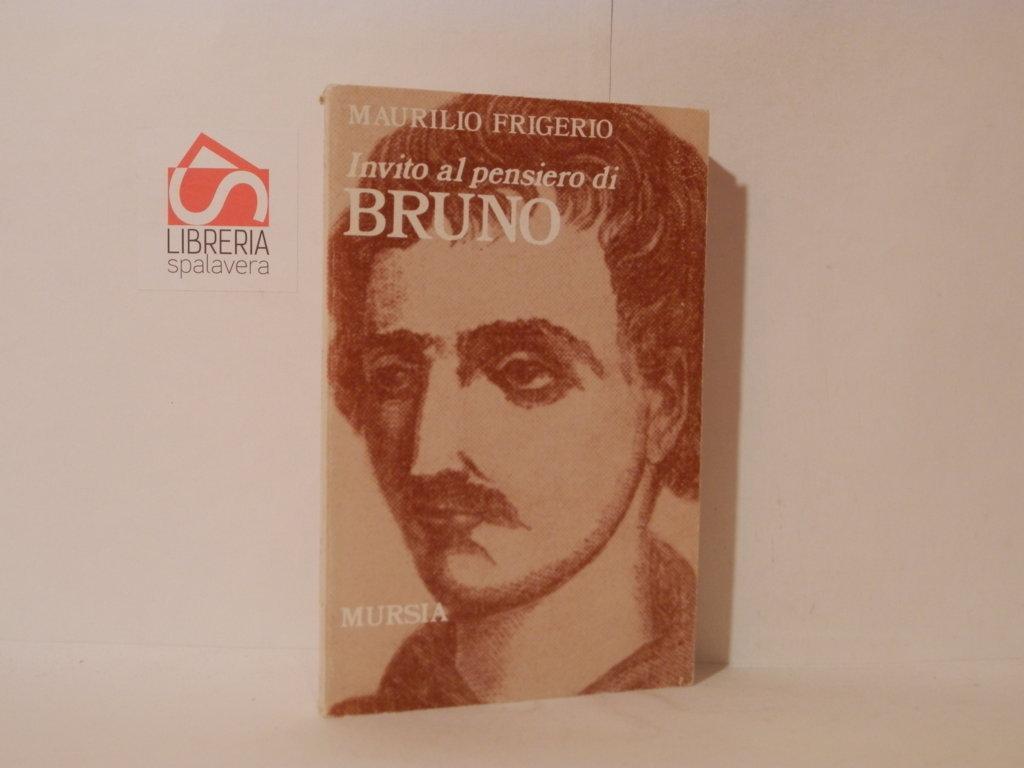 MAURILIO FRIGERIO
Invito al pensiero di
BRUNO
MURSIA
LIBRERIA
spalavera